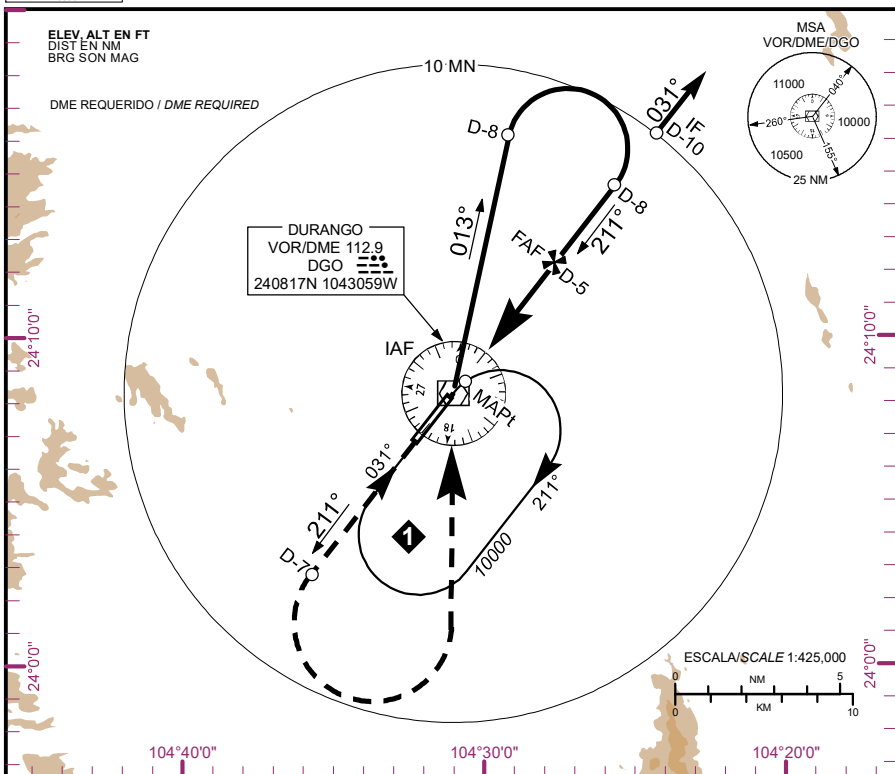 ELEV, ALT EN FT
DIST EN NM
BRG SON MAG
DME REQUERIDO / DME REQUIRED
10 MN
MSA
VOR/DME/DGO
11000
040°
260°
10000
155°
10500
25 NM
031°
IF
D-10
D-8
D-8
013°
211°
FAF
D-5
DURANGO
VOR/DME 112.9
DGO
240817N 1043059W
IAF
0
27
18
MAPt
24°10'0"
24°10'0"
031°
211°
211°
1
10000
D-7
24°0'0"
24°0'0"
ESCALA/SCALE 1:425,000
0 NM 5
0 KM 10
104°40'0"
104°30'0"
104°20'0"